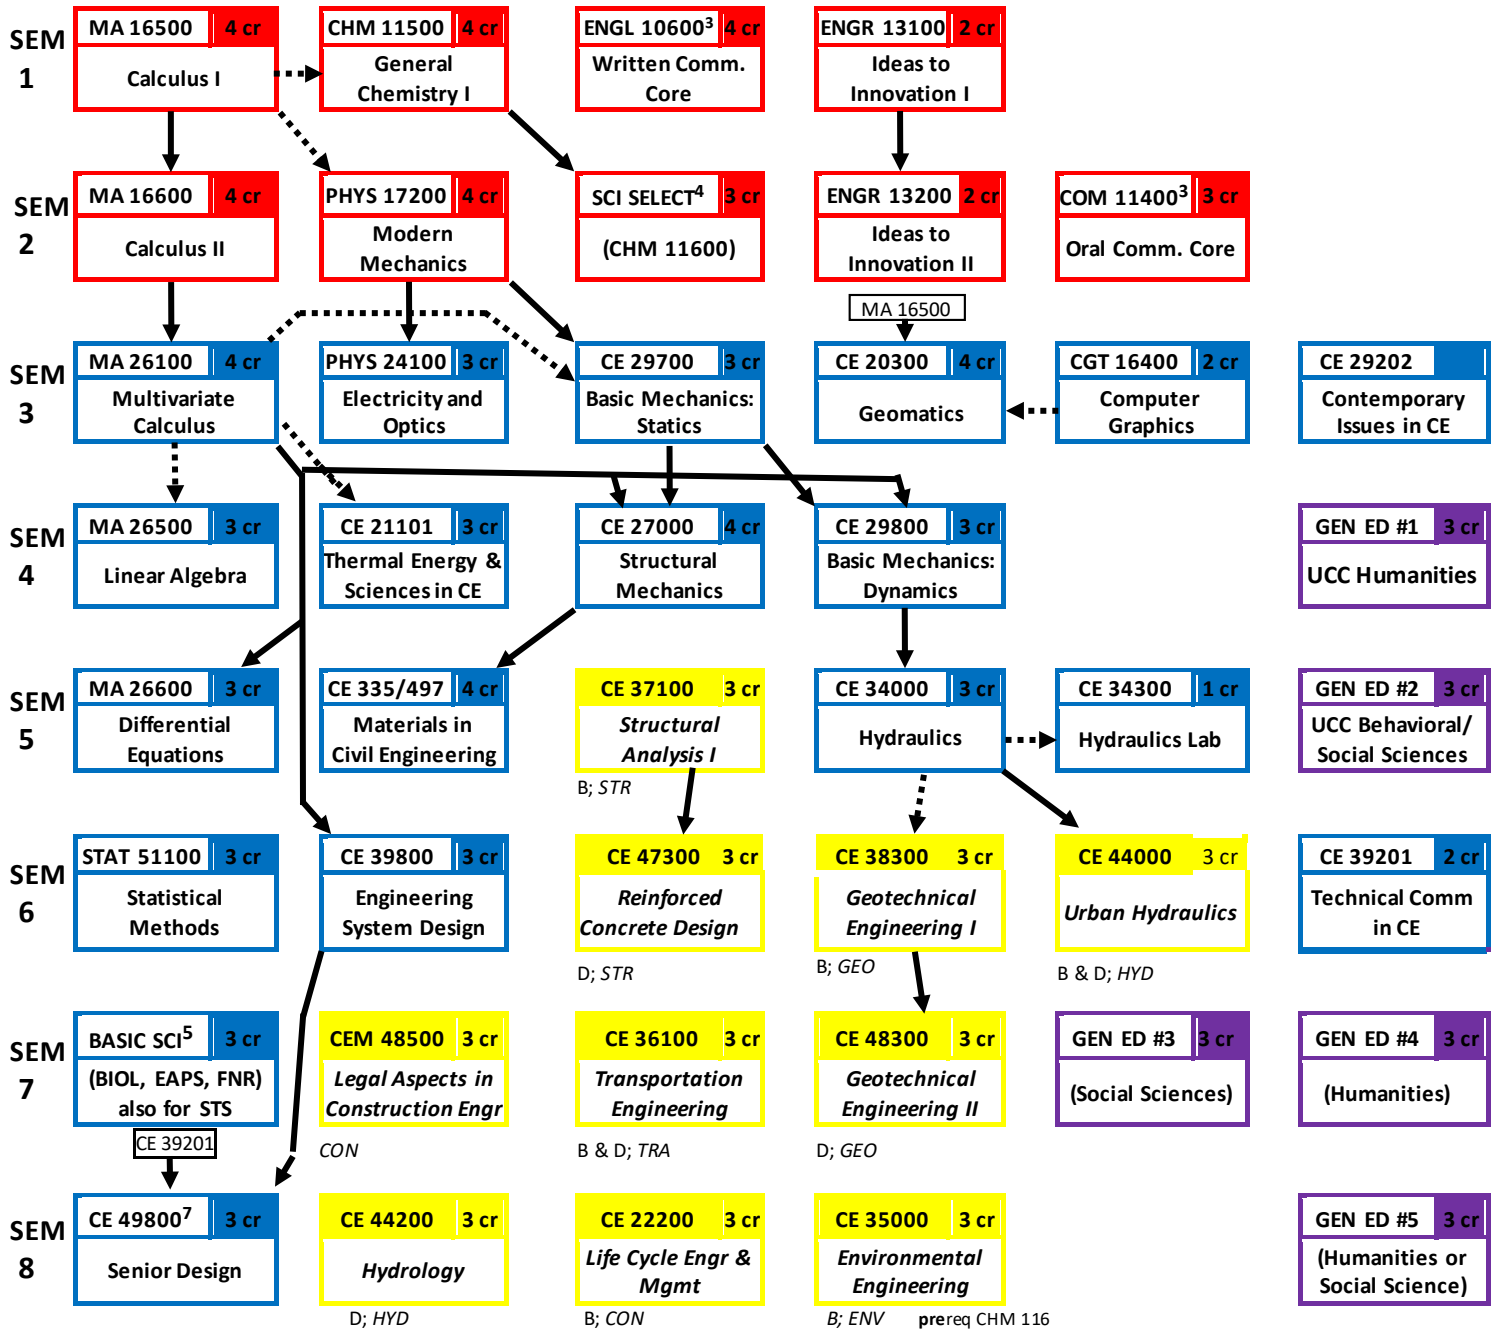 SEM
1
MA 16500 4 cr
Calculus I
CHM 11500 4 cr
General
Chemistry I
ENGL 10600³ 4 cr
Written Comm.
Core
ENGR 13100 2 cr
Ideas to
Innovation I
SEM
2
MA 16600 4 cr
Calculus II
PHYS 17200 4 cr
Modern
Mechanics
SCI SELECT⁴ 3 cr
(CHM 11600)
ENGR 13200 2 cr
Ideas to
Innovation II
COM 11400³ 3 cr
Oral Comm. Core
MA 16500
SEM
3
MA 26100 4 cr
Multivariate
Calculus
PHYS 24100 3 cr
Electricity and
Optics
CE 29700 3 cr
Basic Mechanics:
Statics
CE 20300 4 cr
Geomatics
CGT 16400 2 cr
Computer
Graphics
CE 29202
Contemporary
Issues in CE
SEM
4
MA 26500 3 cr
Linear Algebra
CE 21101 3 cr
Thermal Energy &
Sciences in CE
CE 27000 4 cr
Structural
Mechanics
CE 29800 3 cr
Basic Mechanics:
Dynamics
GEN ED #1 3 cr
UCC Humanities
SEM
5
MA 26600 3 cr
Differential
Equations
CE 335/497 4 cr
Materials in
Civil Engineering
CE 37100 3 cr
Structural
Analysis I
B; STR
CE 34000 3 cr
Hydraulics
CE 34300 1 cr
Hydraulics Lab
GEN ED #2 3 cr
UCC Behavioral/
Social Sciences
SEM
6
STAT 51100 3 cr
Statistical
Methods
CE 39800 3 cr
Engineering
System Design
CE 47300 3 cr
Reinforced
Concrete Design
D; STR
CE 38300 3 cr
Geotechnical
Engineering I
B; GEO
CE 44000 3 cr
Urban Hydraulics
B & D; HYD
CE 39201 2 cr
Technical Comm
in CE
SEM
7
BASIC SCI⁵ 3 cr
(BIOL, EAPS, FNR)
also for STS
CEM 48500 3 cr
Legal Aspects in
Construction Engr
CON
CE 36100 3 cr
Transportation
Engineering
B & D; TRA
CE 48300 3 cr
Geotechnical
Engineering II
D; GEO
GEN ED #3 3 cr
(Social Sciences)
GEN ED #4 3 cr
(Humanities)
CE 39201
SEM
8
CE 49800⁷ 3 cr
Senior Design
CE 44200 3 cr
Hydrology
D; HYD
CE 22200 3 cr
Life Cycle Engr &
Mgmt
B; CON
CE 35000 3 cr
Environmental
Engineering
B; ENV prereq CHM 116
GEN ED #5 3 cr
(Humanities or
Social Science)